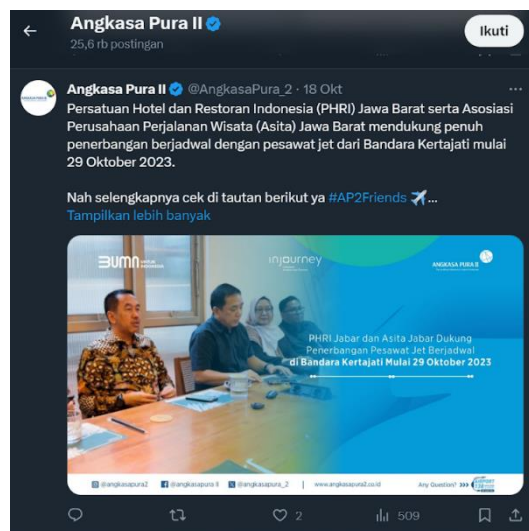 Angkasa Pura II
25,6 rb postingan
Ikuti
Angkasa Pura II @AngkasaPura_2 · 18 Okt
Persatuan Hotel dan Restoran Indonesia (PHRI) Jawa Barat serta Asosiasi
Perusahaan Perjalanan Wisata (Asita) Jawa Barat mendukung penuh
penerbangan berjadwal dengan pesawat jet dari Bandara Kertajati mulai
29 Oktober 2023.
Nah selengkapnya cek di tautan berikut ya #AP2Friends ✈️...
Tampilkan lebih banyak
BUMN UNTUK INDONESIA
injourney
ANGKASA PURA II
PHRI Jabar dan Asita Jabar Dukung
Penerbangan Pesawat Jet Berjadwal
di Bandara Kertajati Mulai 29 Oktober 2023
@angkasapura2 @angkasapura II @angkasapura_2 | www.angkasapura2.co.id Any Question? >>>
2
509